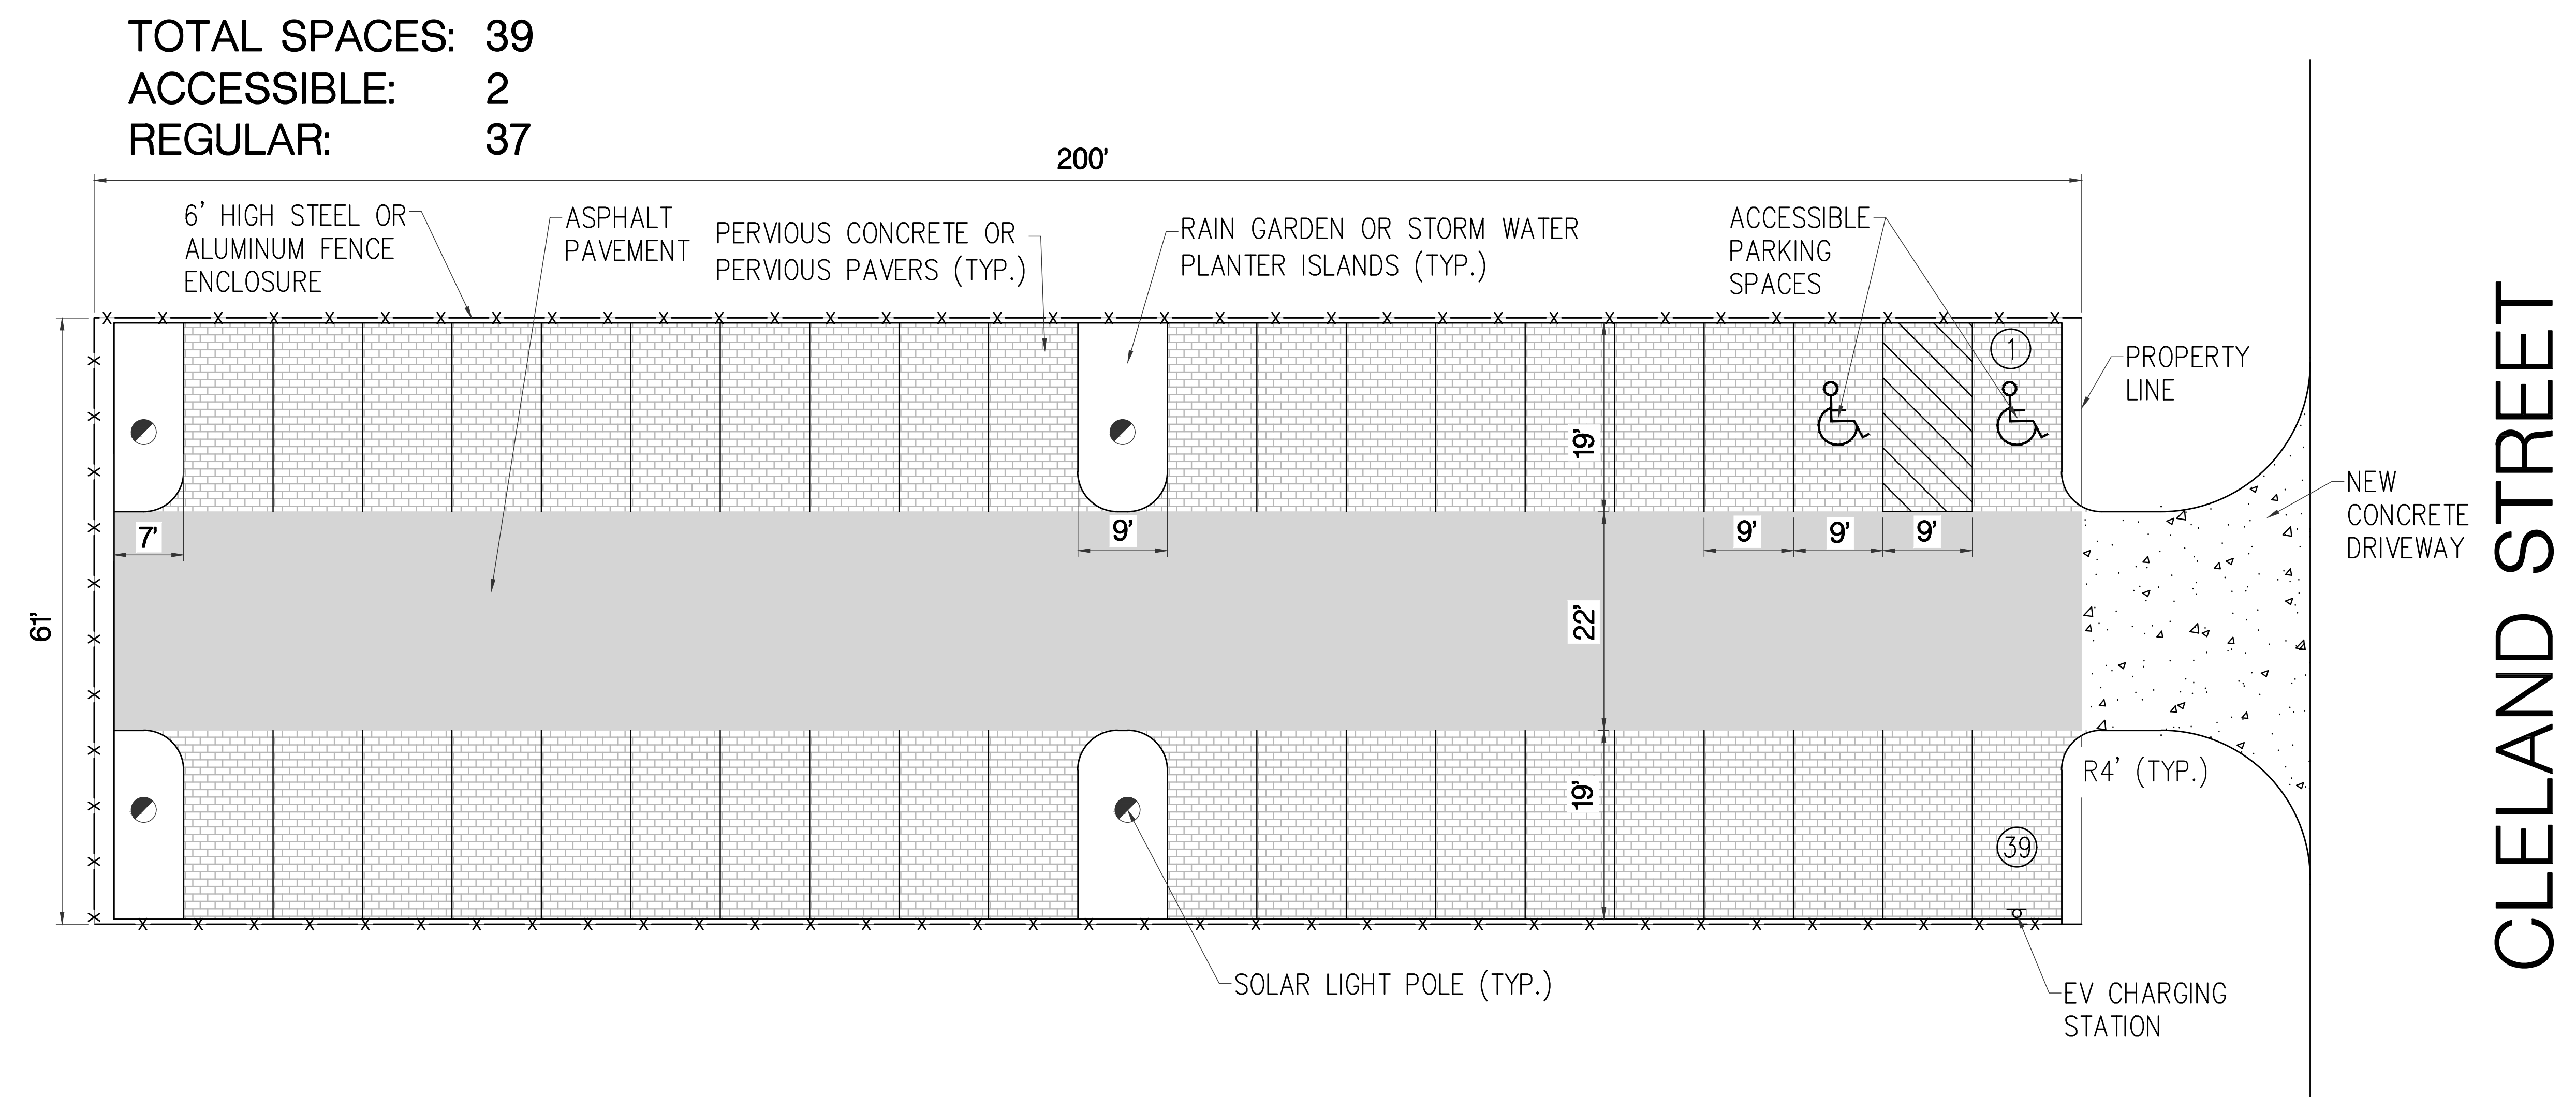 TOTAL SPACES: 39
ACCESSIBLE: 2
REGULAR: 37
200'
6' HIGH STEEL OR
ALUMINUM FENCE
ENCLOSURE
ASPHALT
PAVEMENT
PERVIOUS CONCRETE OR
PERVIOUS PAVERS (TYP.)
RAIN GARDEN OR STORM WATER
PLANTER ISLANDS (TYP.)
ACCESSIBLE
PARKING
SPACES
1
PROPERTY
LINE
19'
NEW
CONCRETE
DRIVEWAY
7'
9'
9'
9'
9'
61'
22'
19'
R4' (TYP.)
39
SOLAR LIGHT POLE (TYP.)
EV CHARGING
STATION
CLELAND STREET